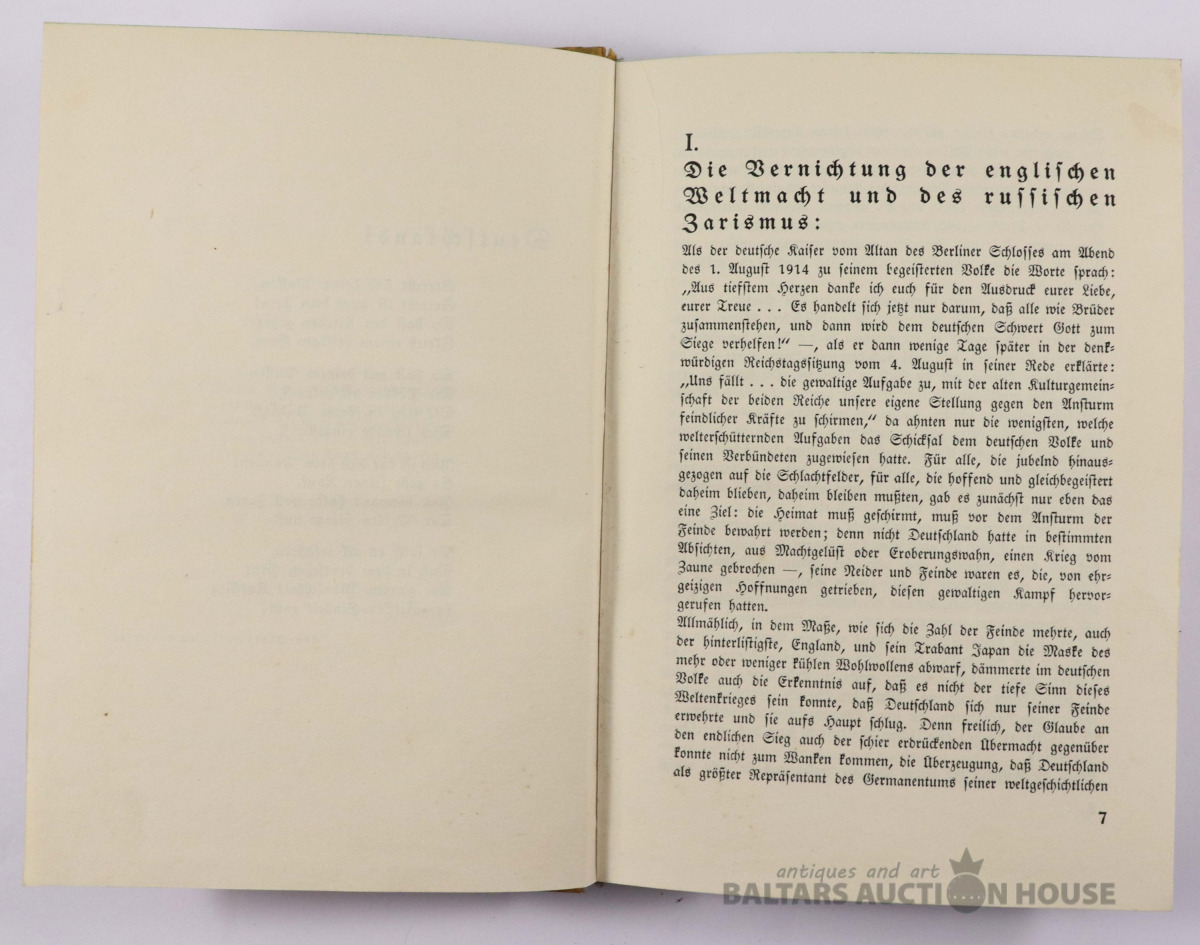 I.
Die Vernichtung der englischen
Weltmacht und des russischen
Zarismus:
Als der deutsche Kaiser vom Altan des Berliner Schlosses am Abend
des 1. August 1914 zu seinem begeisterten Volke die Worte sprach:
„Aus tiefstem Herzen danke ich euch für den Ausdruck eurer Liebe,
eurer Treue . . . Es handelt sich jetzt nur darum, daß alle wie Brüder
zusammenstehen, und dann wird dem deutschen Schwert Gott zum
Siege verhelfen!“ —, als er dann wenige Tage später in der denk-
würdigen Reichstagssitzung vom 4. August in seiner Rede erklärte:
„Uns fällt . . . die gewaltige Aufgabe zu, mit der alten Kulturgemein-
schaft der beiden Reiche unsere eigene Stellung gegen den Ansturm
feindlicher Kräfte zu schirmen,“ da ahnten nur die wenigsten, welche
welterschütternden Aufgaben das Schicksal dem deutschen Volke und
seinen Verbündeten zugewiesen hatte. Für alle, die jubelnd hinaus-
gezogen auf die Schlachtfelder, für alle, die hoffend und gleichbegeistert
daheim blieben, daheim bleiben mußten, gab es zunächst nur eben das
eine Ziel: die Heimat muß geschirmt, muß vor dem Ansturm der
Feinde bewahrt werden; denn nicht Deutschland hatte in bestimmten
Absichten, aus Machtgelüst oder Eroberungswahn, einen Krieg vom
Zaune gebrochen —, seine Neider und Feinde waren es, die, von ehr-
geizigen Hoffnungen getrieben, diesen gewaltigen Kampf hervor-
gerufen hatten.
Allmählich, in dem Maße, wie sich die Zahl der Feinde mehrte, auch
der hinterlistigste, England, und sein Trabant Japan die Maske des
mehr oder weniger kühlen Wohlwollens abwarf, dämmerte im deutschen
Volke auch die Erkenntnis auf, daß es nicht der tiefe Sinn dieses
Weltenkrieges sein konnte, daß Deutschland sich nur seiner Feinde
erwehrte und sie aufs Haupt schlug. Denn freilich, der Glaube an
den endlichen Sieg auch der schier erdrückenden Übermacht gegenüber
konnte nicht zum Wanken kommen, die Überzeugung, daß Deutschland
als größter Repräsentant des Germanentums seiner weltgeschichtlichen
7
antiques and art
BALTARS AUCTION HOUSE